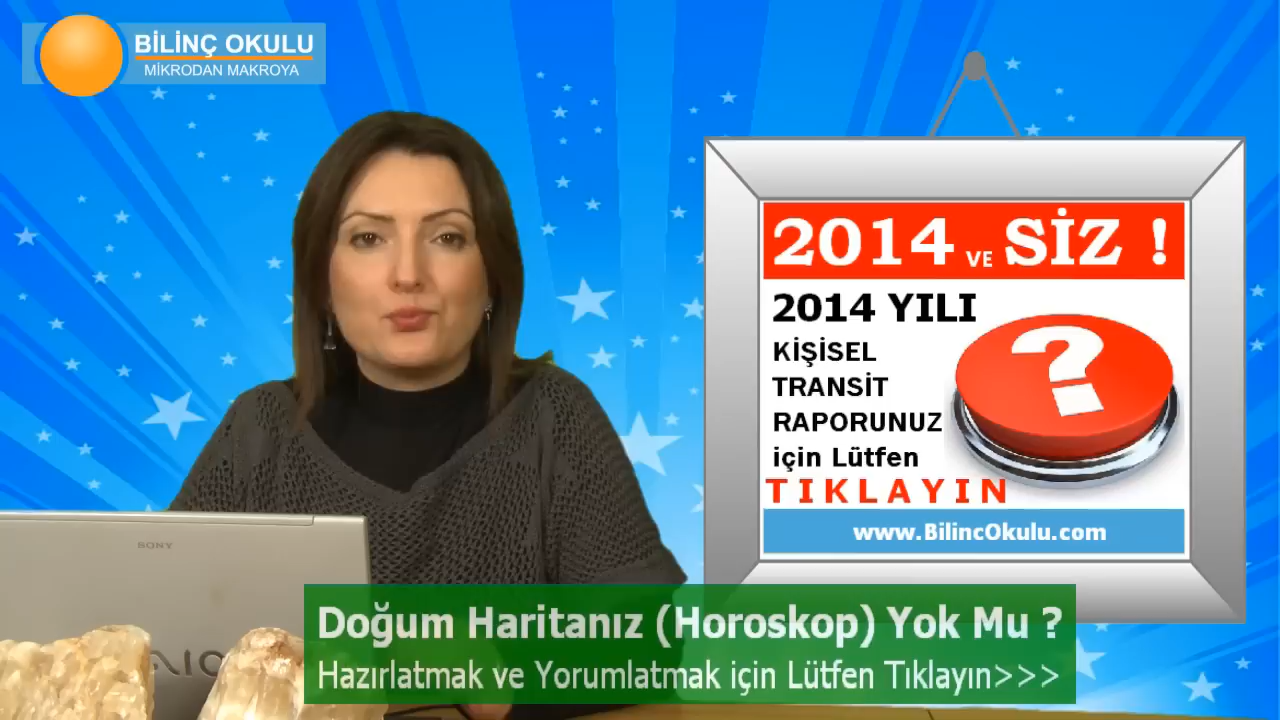 BİLİNÇ OKULU
MİKRODAN MAKROYA
2014 VE SİZ !
2014 YILI
KİŞİSEL
TRANSİT
RAPORUNUZ
için Lütfen
TIKLAYIN
www.BilincOkulu.com
SONY
VAIO
Doğum Haritanız (Horoskop) Yok Mu ?
Hazırlatmak ve Yorumlatmak için Lütfen Tıklayın>>>